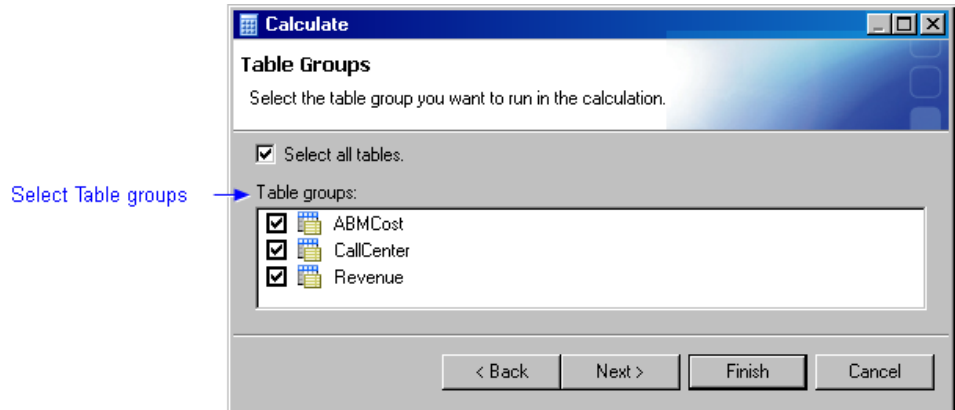 Calculate
Table Groups
Select the table group you want to run in the calculation.
Select all tables.
Select Table groups
Table groups:
ABMCost
CallCenter
Revenue
< Back
Next >
Finish
Cancel